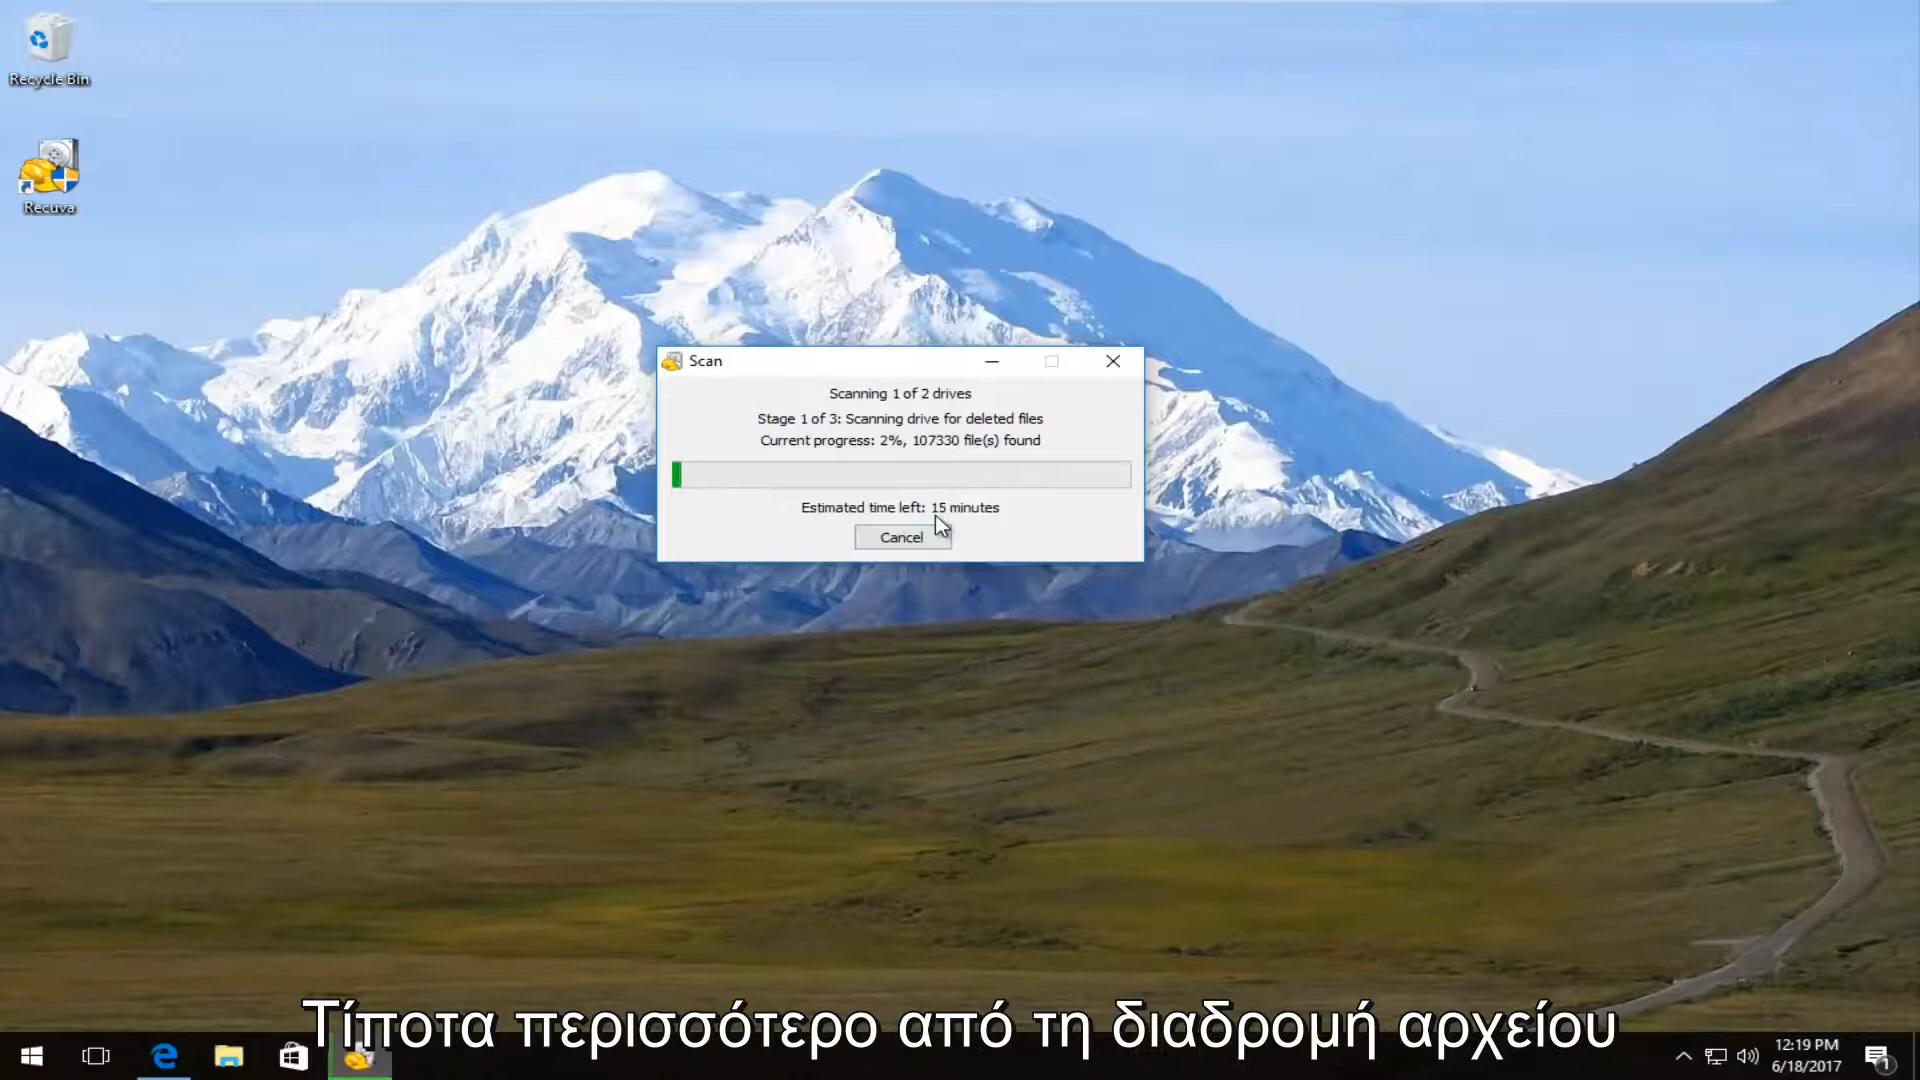 Recycle Bin
Recuva
Scan
Scanning 1 of 2 drives
Stage 1 of 3: Scanning drive for deleted files
Current progress: 2%, 107330 file(s) found
Estimated time left: 15 minutes
Cancel
Τίποτα περισσότερο από τη διαδρομή αρχείου
12:19 PM
6/18/2017
1